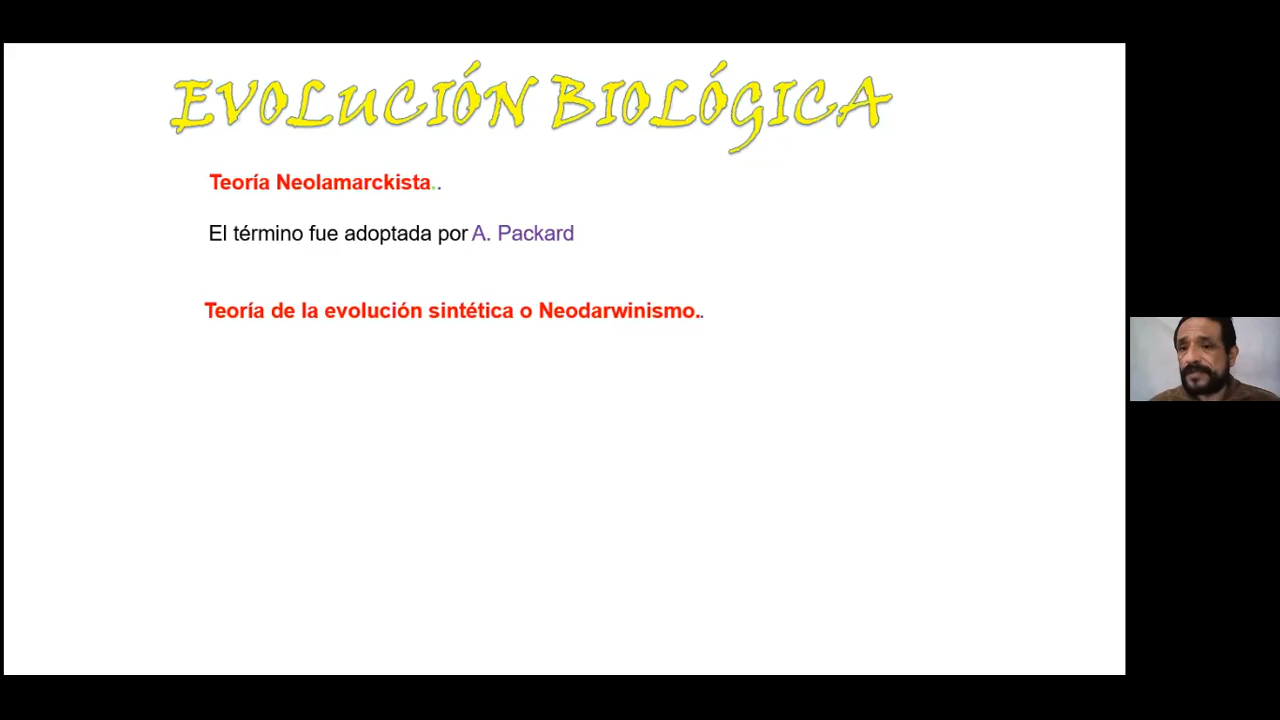 EVOLUCIÓN BIOLÓGICA
Teoría Neolamarckista..
El término fue adoptada por A. Packard
Teoría de la evolución sintética o Neodarwinismo..